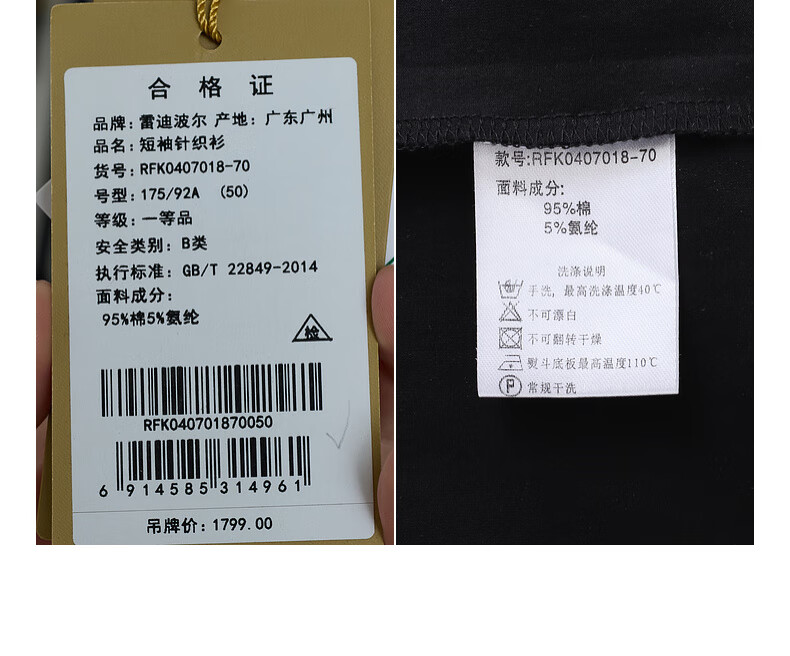 合格证
品牌: 雷迪波尔 产地: 广东广州
品名: 短袖针织衫
货号: RFK0407018-70
号型: 175/92A (50)
等级: 一等品
安全类别: B类
执行标准: GB/T 22849-2014
面料成分:
95%棉5%氨纶
检
RFK040701870050
6 914585 314961
吊牌价: 1799.00
款号:RFK0407018-70
面料成分:
95%棉
5%氨纶
洗涤说明
手洗, 最高洗涤温度40℃
不可漂白
不可翻转干燥
熨斗底板最高温度110℃
P 常规干洗